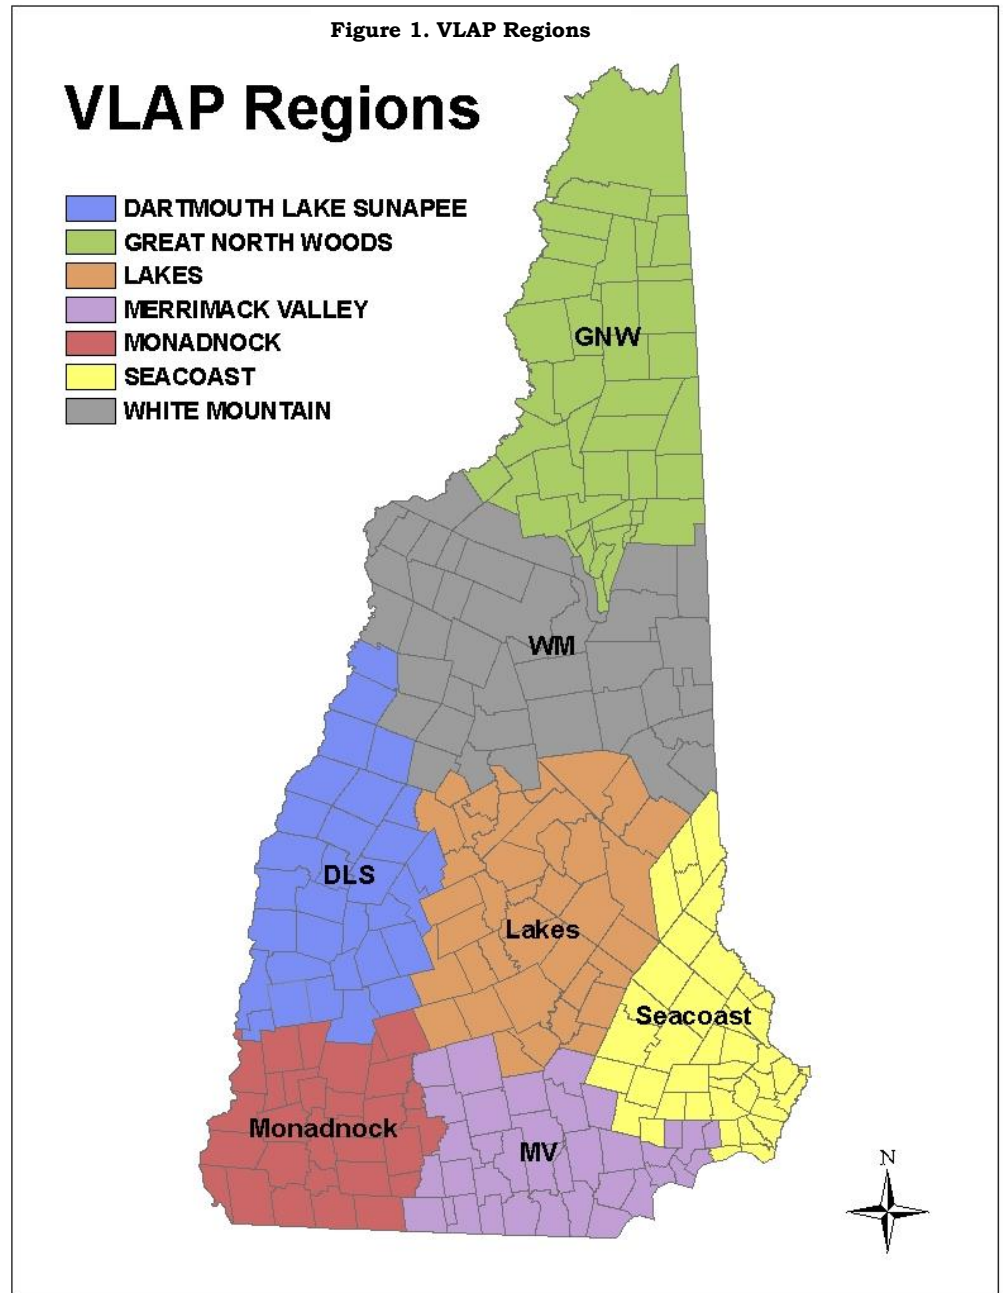 Figure 1. VLAP Regions
VLAP Regions
DARTMOUTH LAKE SUNAPEE
GREAT NORTH WOODS
LAKES
MERRIMACK VALLEY
MONADNOCK
SEACOAST
WHITE MOUNTAIN
GNW
WM
DLS
Lakes
Seacoast
Monadnock
MV
N